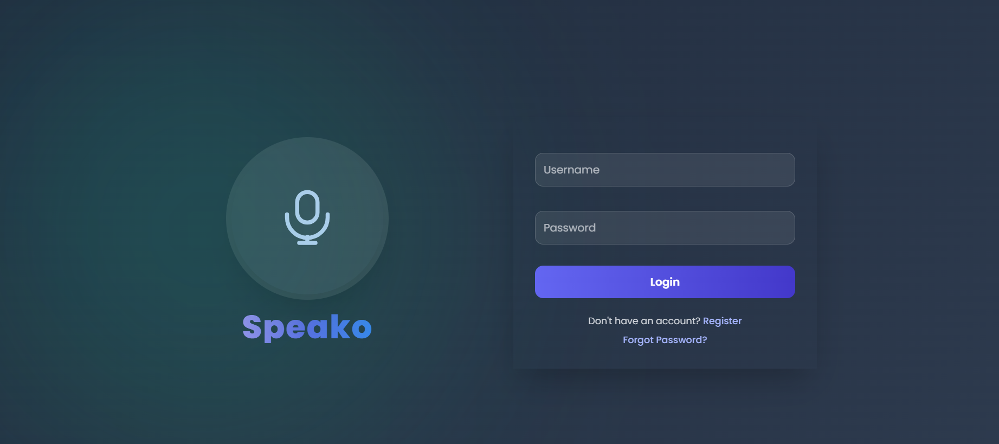 Speako
Username
Password
Login
Don't have an account? Register
Forgot Password?